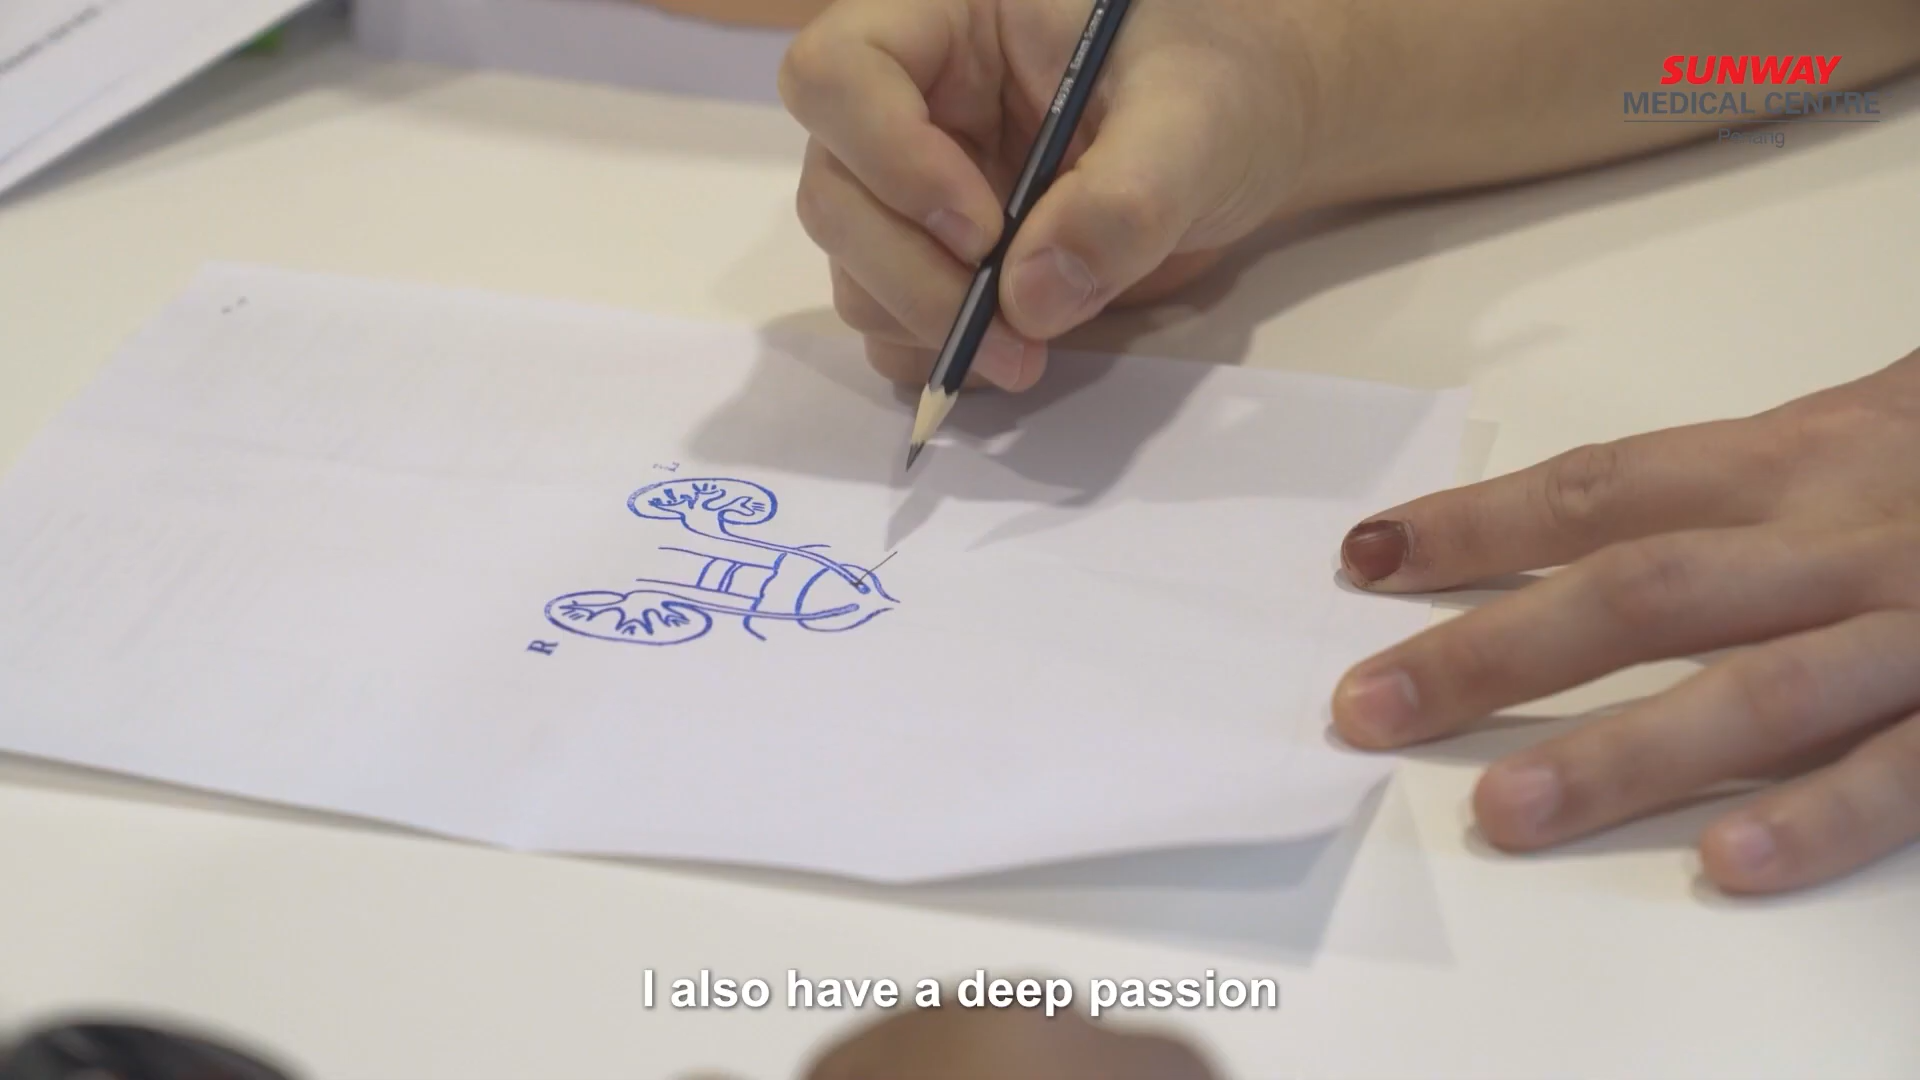 SUNWAY
MEDICAL CENTRE
Penang
L
R
I also have a deep passion